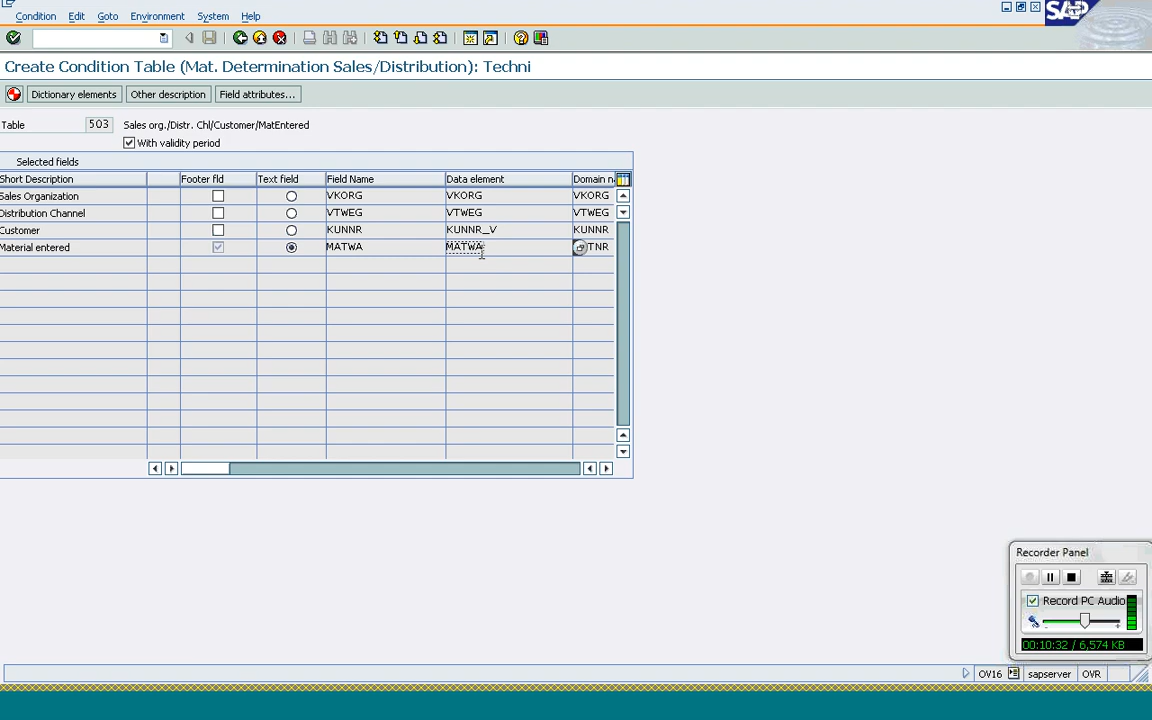 Condition Edit Goto Environment System Help
SAP
Create Condition Table (Mat. Determination Sales/Distribution): Techni
Dictionary elements Other description Field attributes...
Table 503 Sales org./Distr. Chl/Customer/MatEntered
With validity period
Selected fields
Short Description Footer fld Text field Field Name Data element Domain n
Sales Organization VKORG VKORG VKORG
Distribution Channel VTWEG VTWEG VTWEG
Customer KUNNR KUNNR_V KUNNR
Material entered MATWA MATWA TNR
Recorder Panel
Record PC Audio
- +
00:10:32 / 6,574 KB
OV16 sapserver OVR